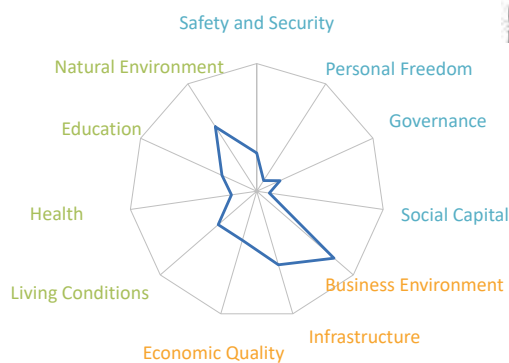 Safety and Security
Natural Environment
Personal Freedom
Education
Governance
Health
Social Capital
Living Conditions
Business Environment
Infrastructure
Economic Quality